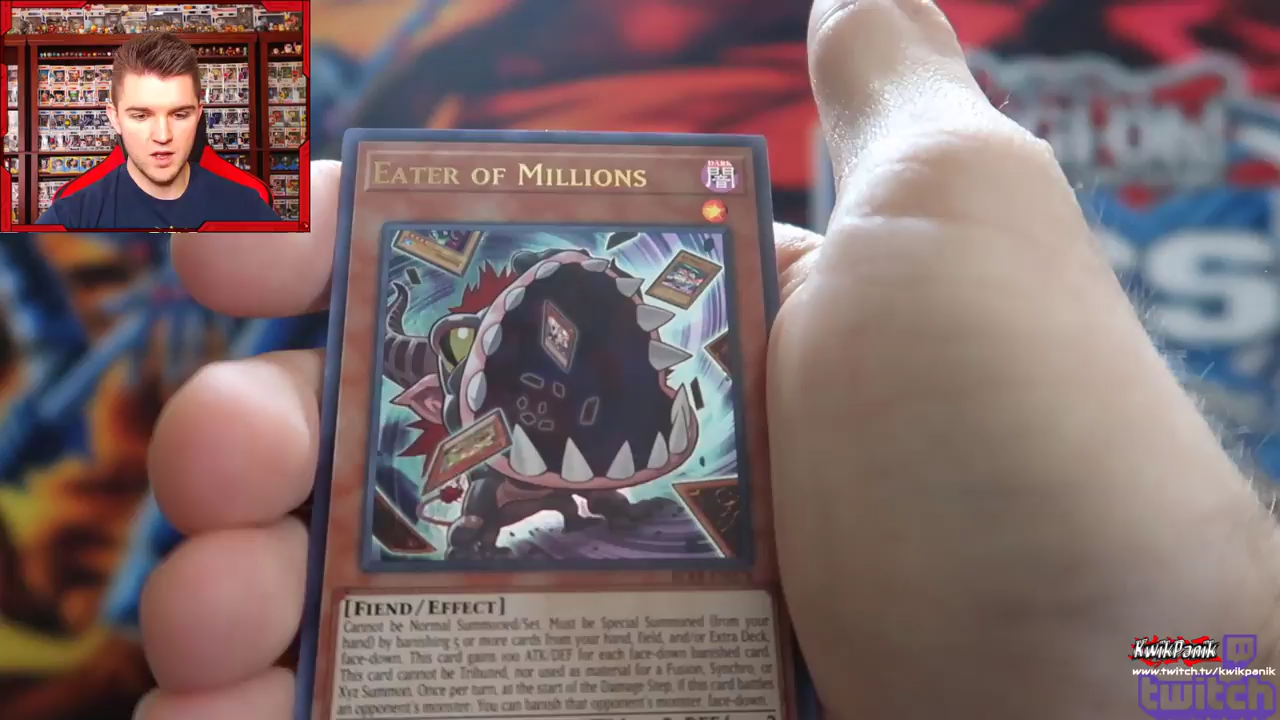 EATER OF MILLIONS
DARK
闇
[FIEND/EFFECT]
Cannot be Normal Summoned/Set. Must be Special Summoned (from your
hand) by banishing 5 or more cards from your hand, field, and/or Extra Deck,
face-down. This card gains 100 ATK/DEF for each face-down banished card.
This card cannot be Tributed, nor used as material for a Fusion, Synchro, or
Xyz Summon. Once per turn, at the start of the Damage Step, if this card battles
an opponent's monster: You can banish that opponent's monster, face-down.
KwikPanik
www.twitch.tv/kwikpanik
twitch